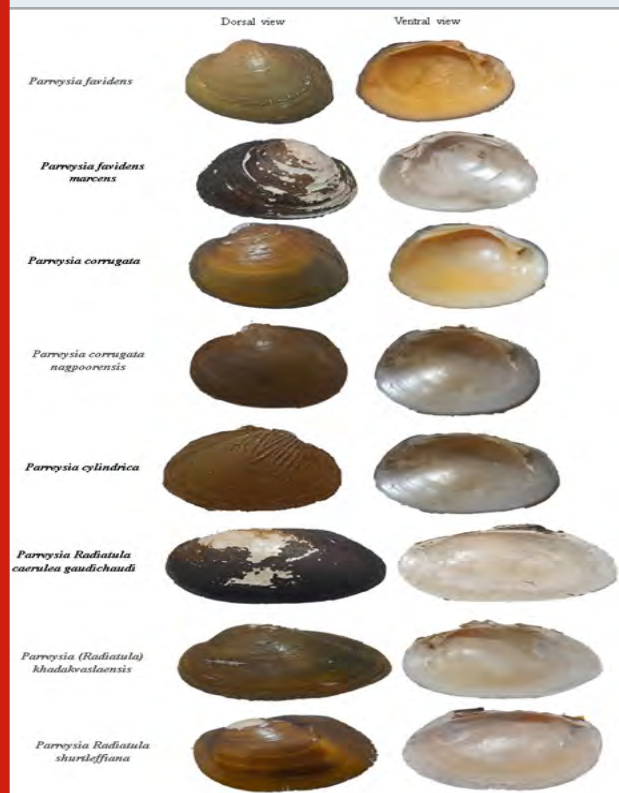 Dorsal view Ventral view
Parreysia favidens
Parreysia favidens
marcens
Parreysia corrugata
Parreysia corrugata
nagpoorensis
Parreysia cylindrica
Parreysia Radiatula
caerulea gaudichaudi
Parreysia (Radiatula)
khadakvaslaensis
Parreysia Radiatula
shurtleffiana